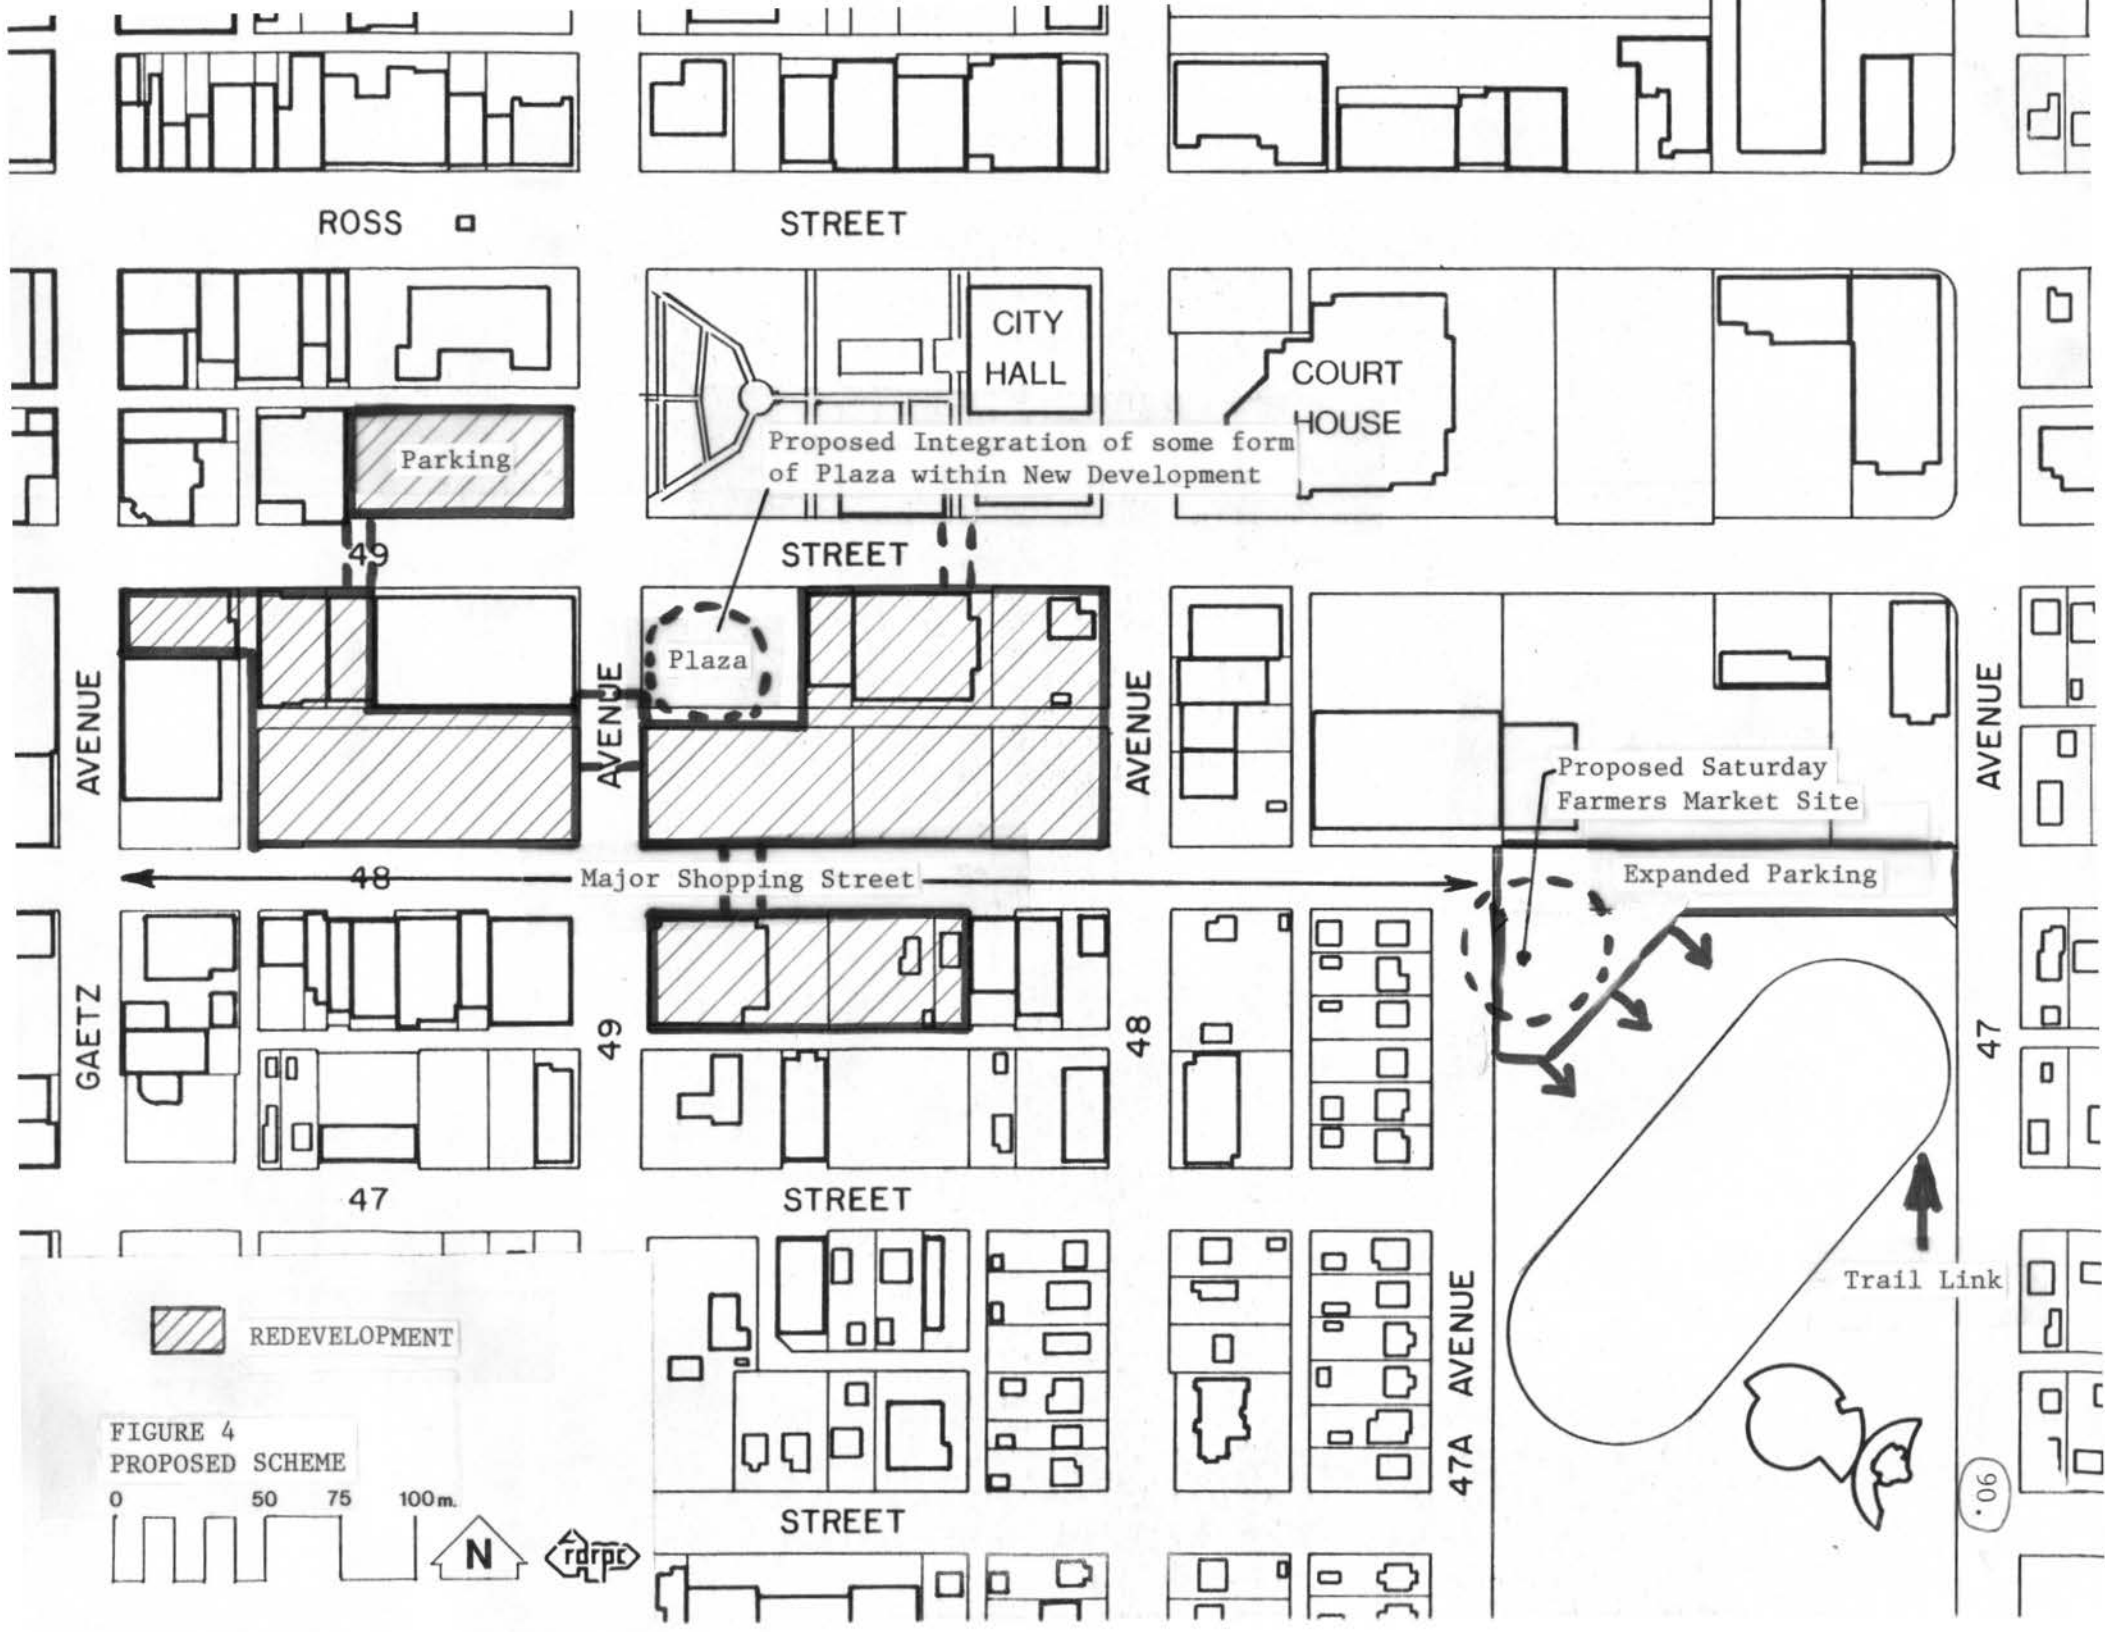 ROSS STREET
CITY
HALL
COURT
HOUSE
Parking
Proposed Integration of some form
of Plaza within New Development
49 STREET
Plaza
AVENUE
AVENUE
AVENUE
AVENUE
Proposed Saturday
Farmers Market Site
48
Major Shopping Street
Expanded Parking
GAETZ
49
48
47
47 STREET
Trail Link
REDEVELOPMENT
47A AVENUE
FIGURE 4
PROPOSED SCHEME
0 50 75 100m.
N
rdrpc
STREET
90.